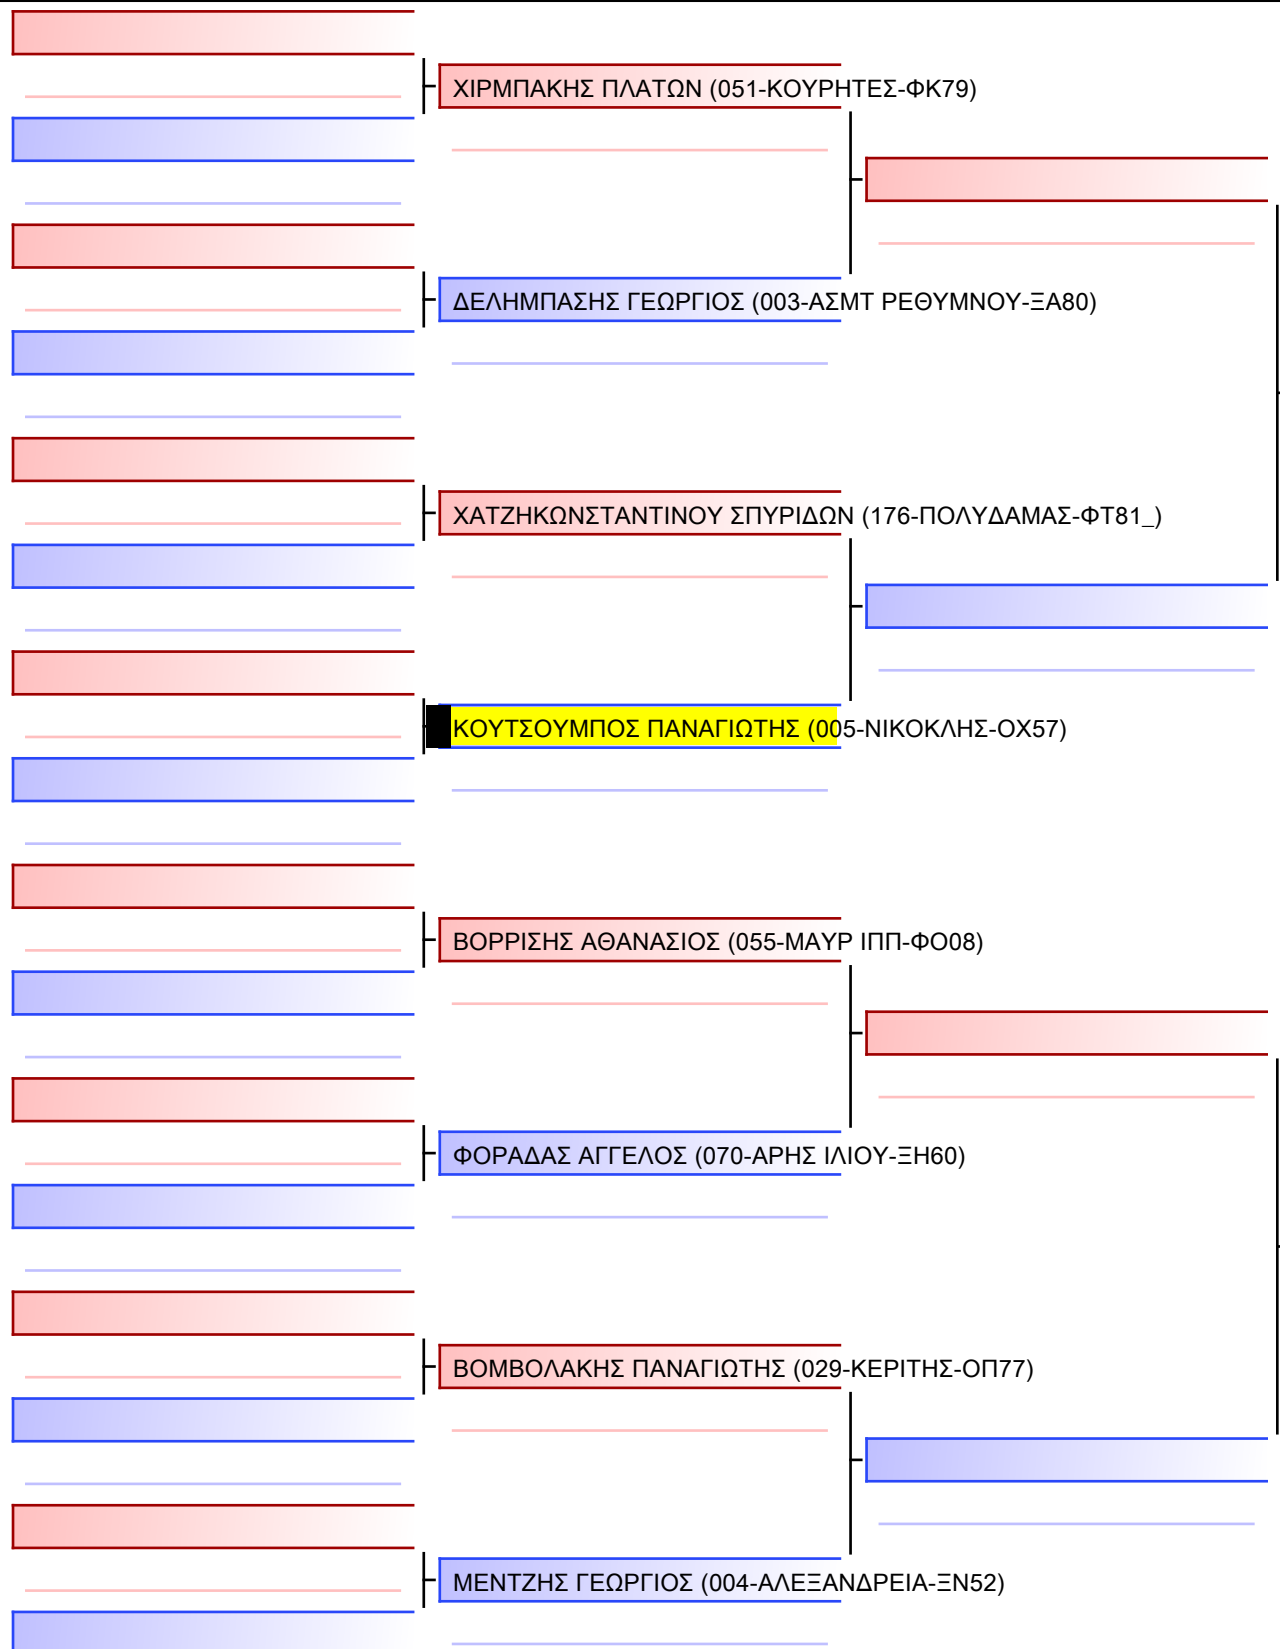 ΧΙΡΜΠΑΚΗΣ ΠΛΑΤΩΝ (051-ΚΟΥΡΗΤΕΣ-ΦΚ79)
ΔΕΛΗΜΠΑΣΗΣ ΓΕΩΡΓΙΟΣ (003-ΑΣΜΤ ΡΕΘΥΜΝΟΥ-ΞΑ80)
ΧΑΤΖΗΚΩΝΣΤΑΝΤΙΝΟΥ ΣΠΥΡΙΔΩΝ (176-ΠΟΛΥΔΑΜΑΣ-ΦΤ81_)
ΚΟΥΤΣΟΥΜΠΟΣ ΠΑΝΑΓΙΩΤΗΣ (005-ΝΙΚΟΚΛΗΣ-ΟΧ57)
ΒΟΡΡΙΣΗΣ ΑΘΑΝΑΣΙΟΣ (055-ΜΑΥΡ ΙΠΠ-ΦΟ08)
ΦΟΡΑΔΑΣ ΑΓΓΕΛΟΣ (070-ΑΡΗΣ ΙΛΙΟΥ-ΞΗ60)
ΒΟΜΒΟΛΑΚΗΣ ΠΑΝΑΓΙΩΤΗΣ (029-ΚΕΡΙΤΗΣ-ΟΠ77)
ΜΕΝΤΖΗΣ ΓΕΩΡΓΙΟΣ (004-ΑΛΕΞΑΝΔΡΕΙΑ-ΞΝ52)